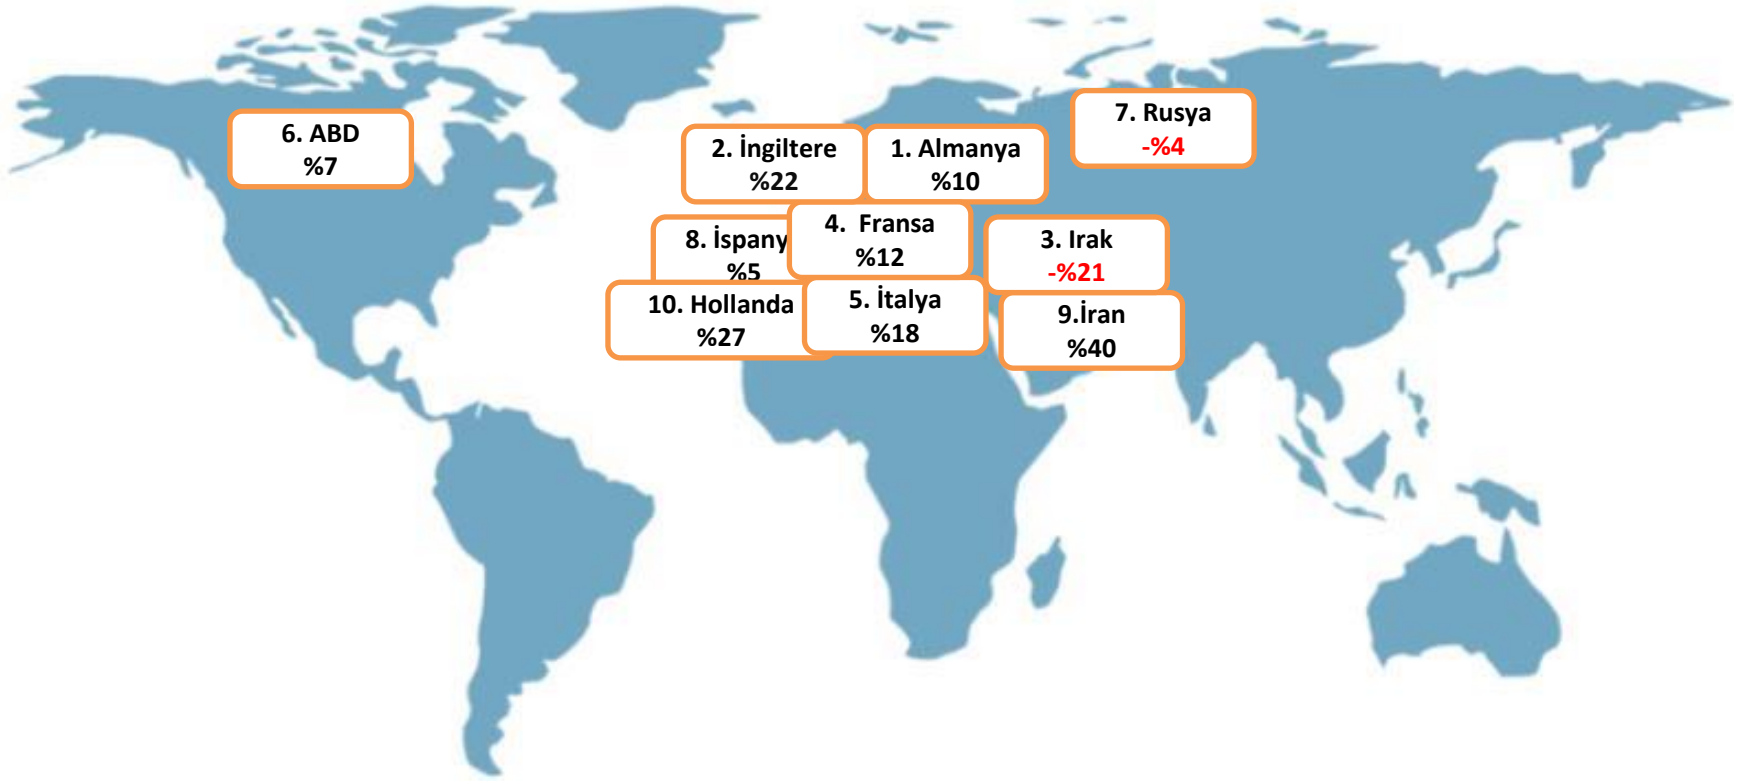 6. ABD
%7
7. Rusya
-%4
2. İngiltere
%22
1. Almanya
%10
8. İspany
%5
4. Fransa
%12
3. Irak
-%21
10. Hollanda
%27
5. İtalya
%18
9.İran
%40